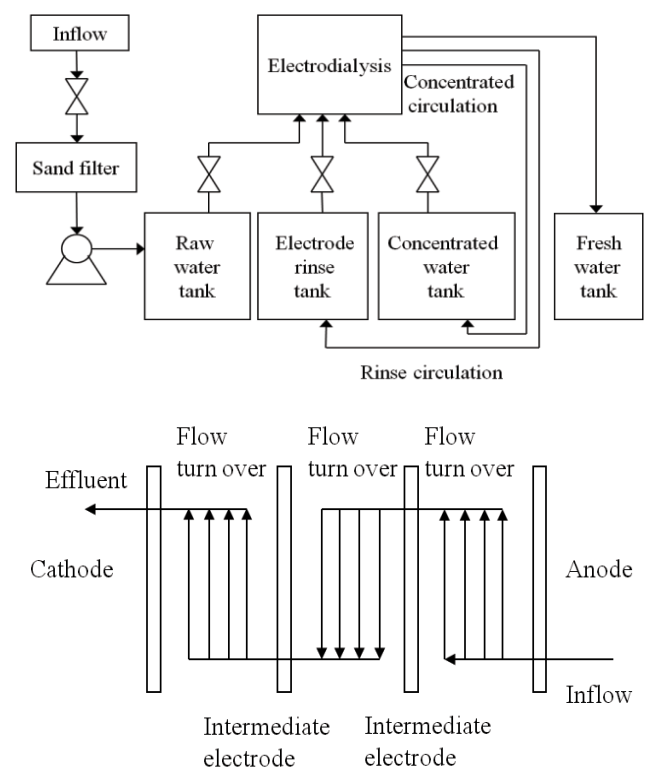 Inflow
Electrodialysis
Concentrated
circulation
Sand filter
Raw
water
tank
Electrode
rinse
tank
Concentrated
water
tank
Fresh
water
tank
Rinse circulation
Flow
turn over
Flow
turn over
Flow
turn over
Effluent
Cathode
Anode
Inflow
Intermediate
electrode
Intermediate
electrode